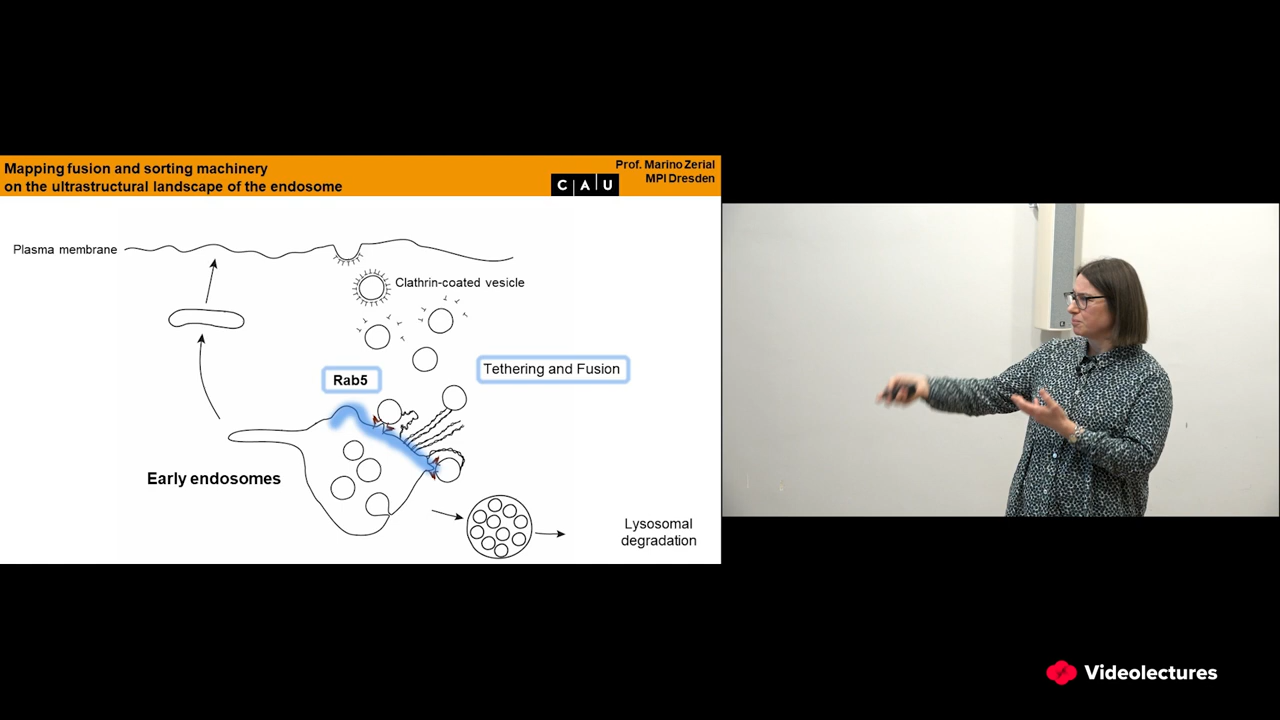 Mapping fusion and sorting machinery
on the ultrastructural landscape of the endosome
Prof. Marino Zerial
MPI Dresden
C A U
Plasma membrane
Clathrin-coated vesicle
Tethering and Fusion
Rab5
Early endosomes
Lysosomal
degradation
Videolectures